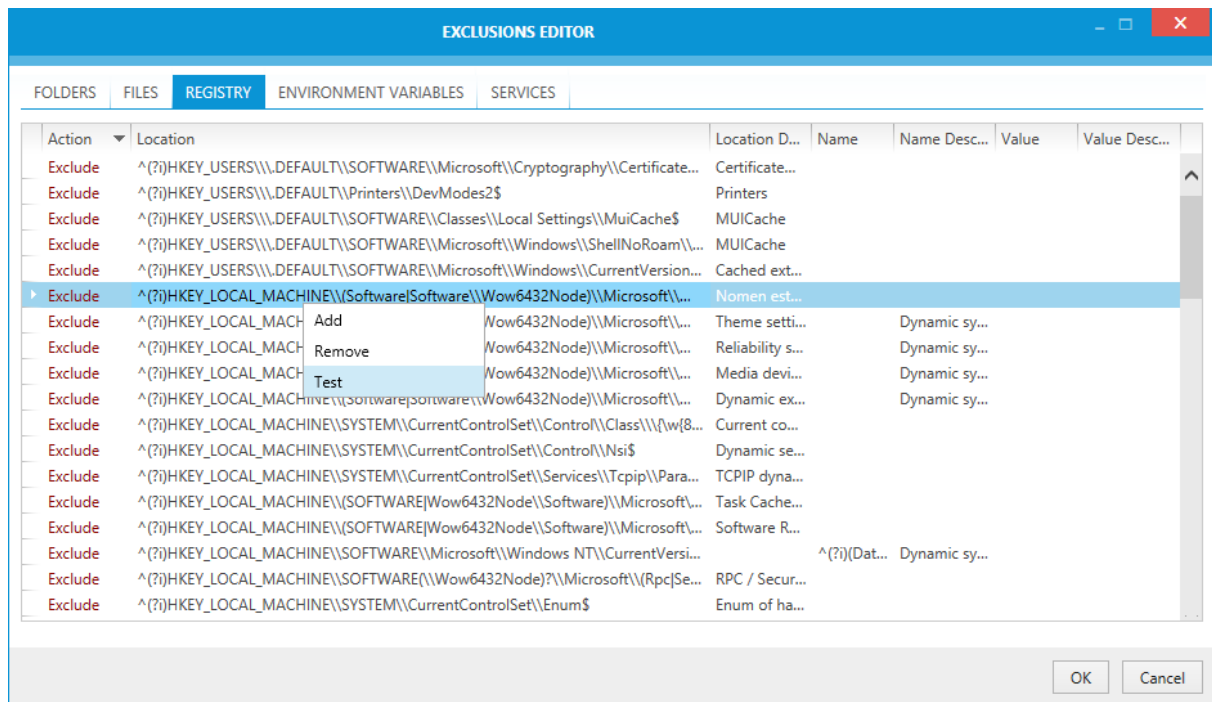 EXCLUSIONS EDITOR
FOLDERS FILES REGISTRY ENVIRONMENT VARIABLES SERVICES
Action Location Location D... Name Name Desc... Value Value Desc...
Exclude ^(?i)HKEY_USERS\\\.DEFAULT\\SOFTWARE\\Microsoft\\Cryptography\\Certificate... Certificate...
Exclude ^(?i)HKEY_USERS\\\.DEFAULT\\Printers\\DevModes2$ Printers
Exclude ^(?i)HKEY_USERS\\\.DEFAULT\\SOFTWARE\\Classes\\Local Settings\\MuiCache$ MUICache
Exclude ^(?i)HKEY_USERS\\\.DEFAULT\\SOFTWARE\\Microsoft\\Windows\\ShellNoRoam\\... MUICache
Exclude ^(?i)HKEY_USERS\\\.DEFAULT\\SOFTWARE\\Microsoft\\Windows\\CurrentVersion... Cached ext...
Exclude ^(?i)HKEY_LOCAL_MACHINE\\(Software|Software\\Wow6432Node)\\Microsoft\\... Nomen est...
Exclude ^(?i)HKEY_LOCAL_MACH Add Wow6432Node)\\Microsoft\\... Theme setti... Dynamic sy...
Exclude ^(?i)HKEY_LOCAL_MACH Remove Wow6432Node)\\Microsoft\\... Reliability s... Dynamic sy...
Exclude ^(?i)HKEY_LOCAL_MACH Test Wow6432Node)\\Microsoft\\... Media devi... Dynamic sy...
Exclude ^(?i)HKEY_LOCAL_MACHINE\\(Software|Software\\Wow6432Node)\\Microsoft\\... Dynamic ex... Dynamic sy...
Exclude ^(?i)HKEY_LOCAL_MACHINE\\SYSTEM\\CurrentControlSet\\Control\\Class\\\{\w{8... Current co...
Exclude ^(?i)HKEY_LOCAL_MACHINE\\SYSTEM\\CurrentControlSet\\Control\\Nsi$ Dynamic se...
Exclude ^(?i)HKEY_LOCAL_MACHINE\\SYSTEM\\CurrentControlSet\\Services\\Tcpip\\Para... TCPIP dyna...
Exclude ^(?i)HKEY_LOCAL_MACHINE\\(SOFTWARE|Wow6432Node\\Software)\\Microsoft\... Task Cache...
Exclude ^(?i)HKEY_LOCAL_MACHINE\\(SOFTWARE|Wow6432Node\\Software)\\Microsoft\... Software R...
Exclude ^(?i)HKEY_LOCAL_MACHINE\\SOFTWARE\\Microsoft\\Windows NT\\CurrentVersi... ^(?i)(Dat... Dynamic sy...
Exclude ^(?i)HKEY_LOCAL_MACHINE\\SOFTWARE(\\Wow6432Node)?\\Microsoft\\(Rpc|Se... RPC / Secur...
Exclude ^(?i)HKEY_LOCAL_MACHINE\\SYSTEM\\CurrentControlSet\\Enum$ Enum of ha...
OK Cancel